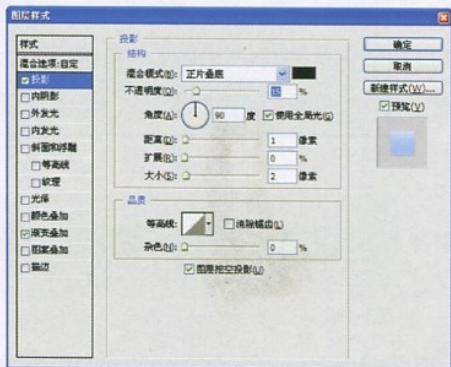 图层样式
样式
混合选项:自定
投影
内阴影
外发光
内发光
斜面和浮雕
等高线
纹理
光泽
颜色叠加
渐变叠加
图案叠加
描边
投影
结构
混合模式(B): 正片叠底
不透明度(O): 15 %
角度(A): 90 度 使用全局光(G)
距离(D): 1 像素
扩展(R): 0 %
大小(S): 2 像素
品质
等高线: 消除锯齿(L)
杂色(N): 0 %
图层挖空投影(U)
确定
取消
新建样式(W)...
预览(V)